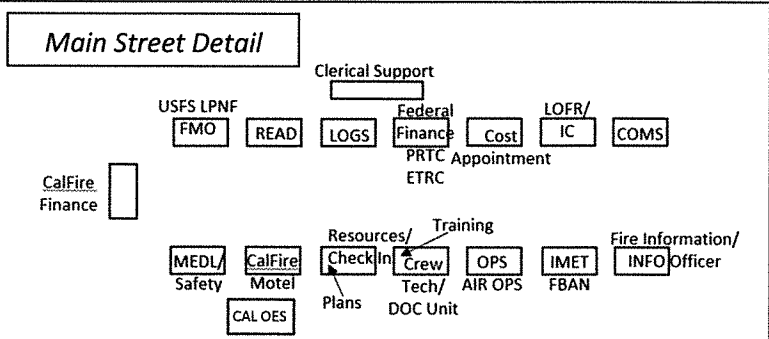 Main Street Detail
Clerical Support
USFS LPNF
FMO
READ
LOGS
Federal
Finance
PRTC
ETRC
Cost
Appointment
LOFR/
IC
COMS
CalFire
Finance
MEDL/
Safety
CalFire
Motel
Resources/
Check In
Plans
Training
Crew
Tech/
DOC Unit
OPS
AIR OPS
IMET
FBAN
Fire Information/
INFO Officer
CAL OES